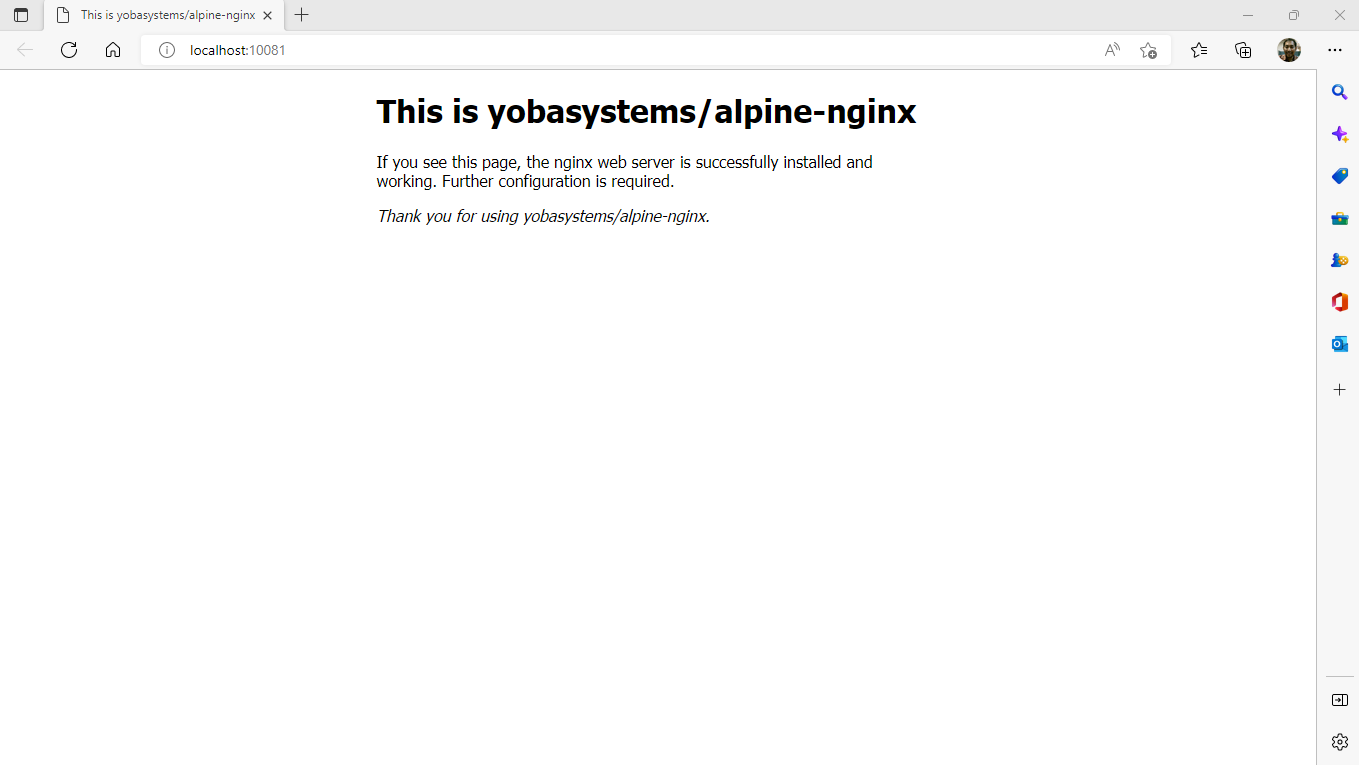 This is yobasystems/alpine-nginx
localhost:10081
This is yobasystems/alpine-nginx
If you see this page, the nginx web server is successfully installed and
working. Further configuration is required.
Thank you for using yobasystems/alpine-nginx.